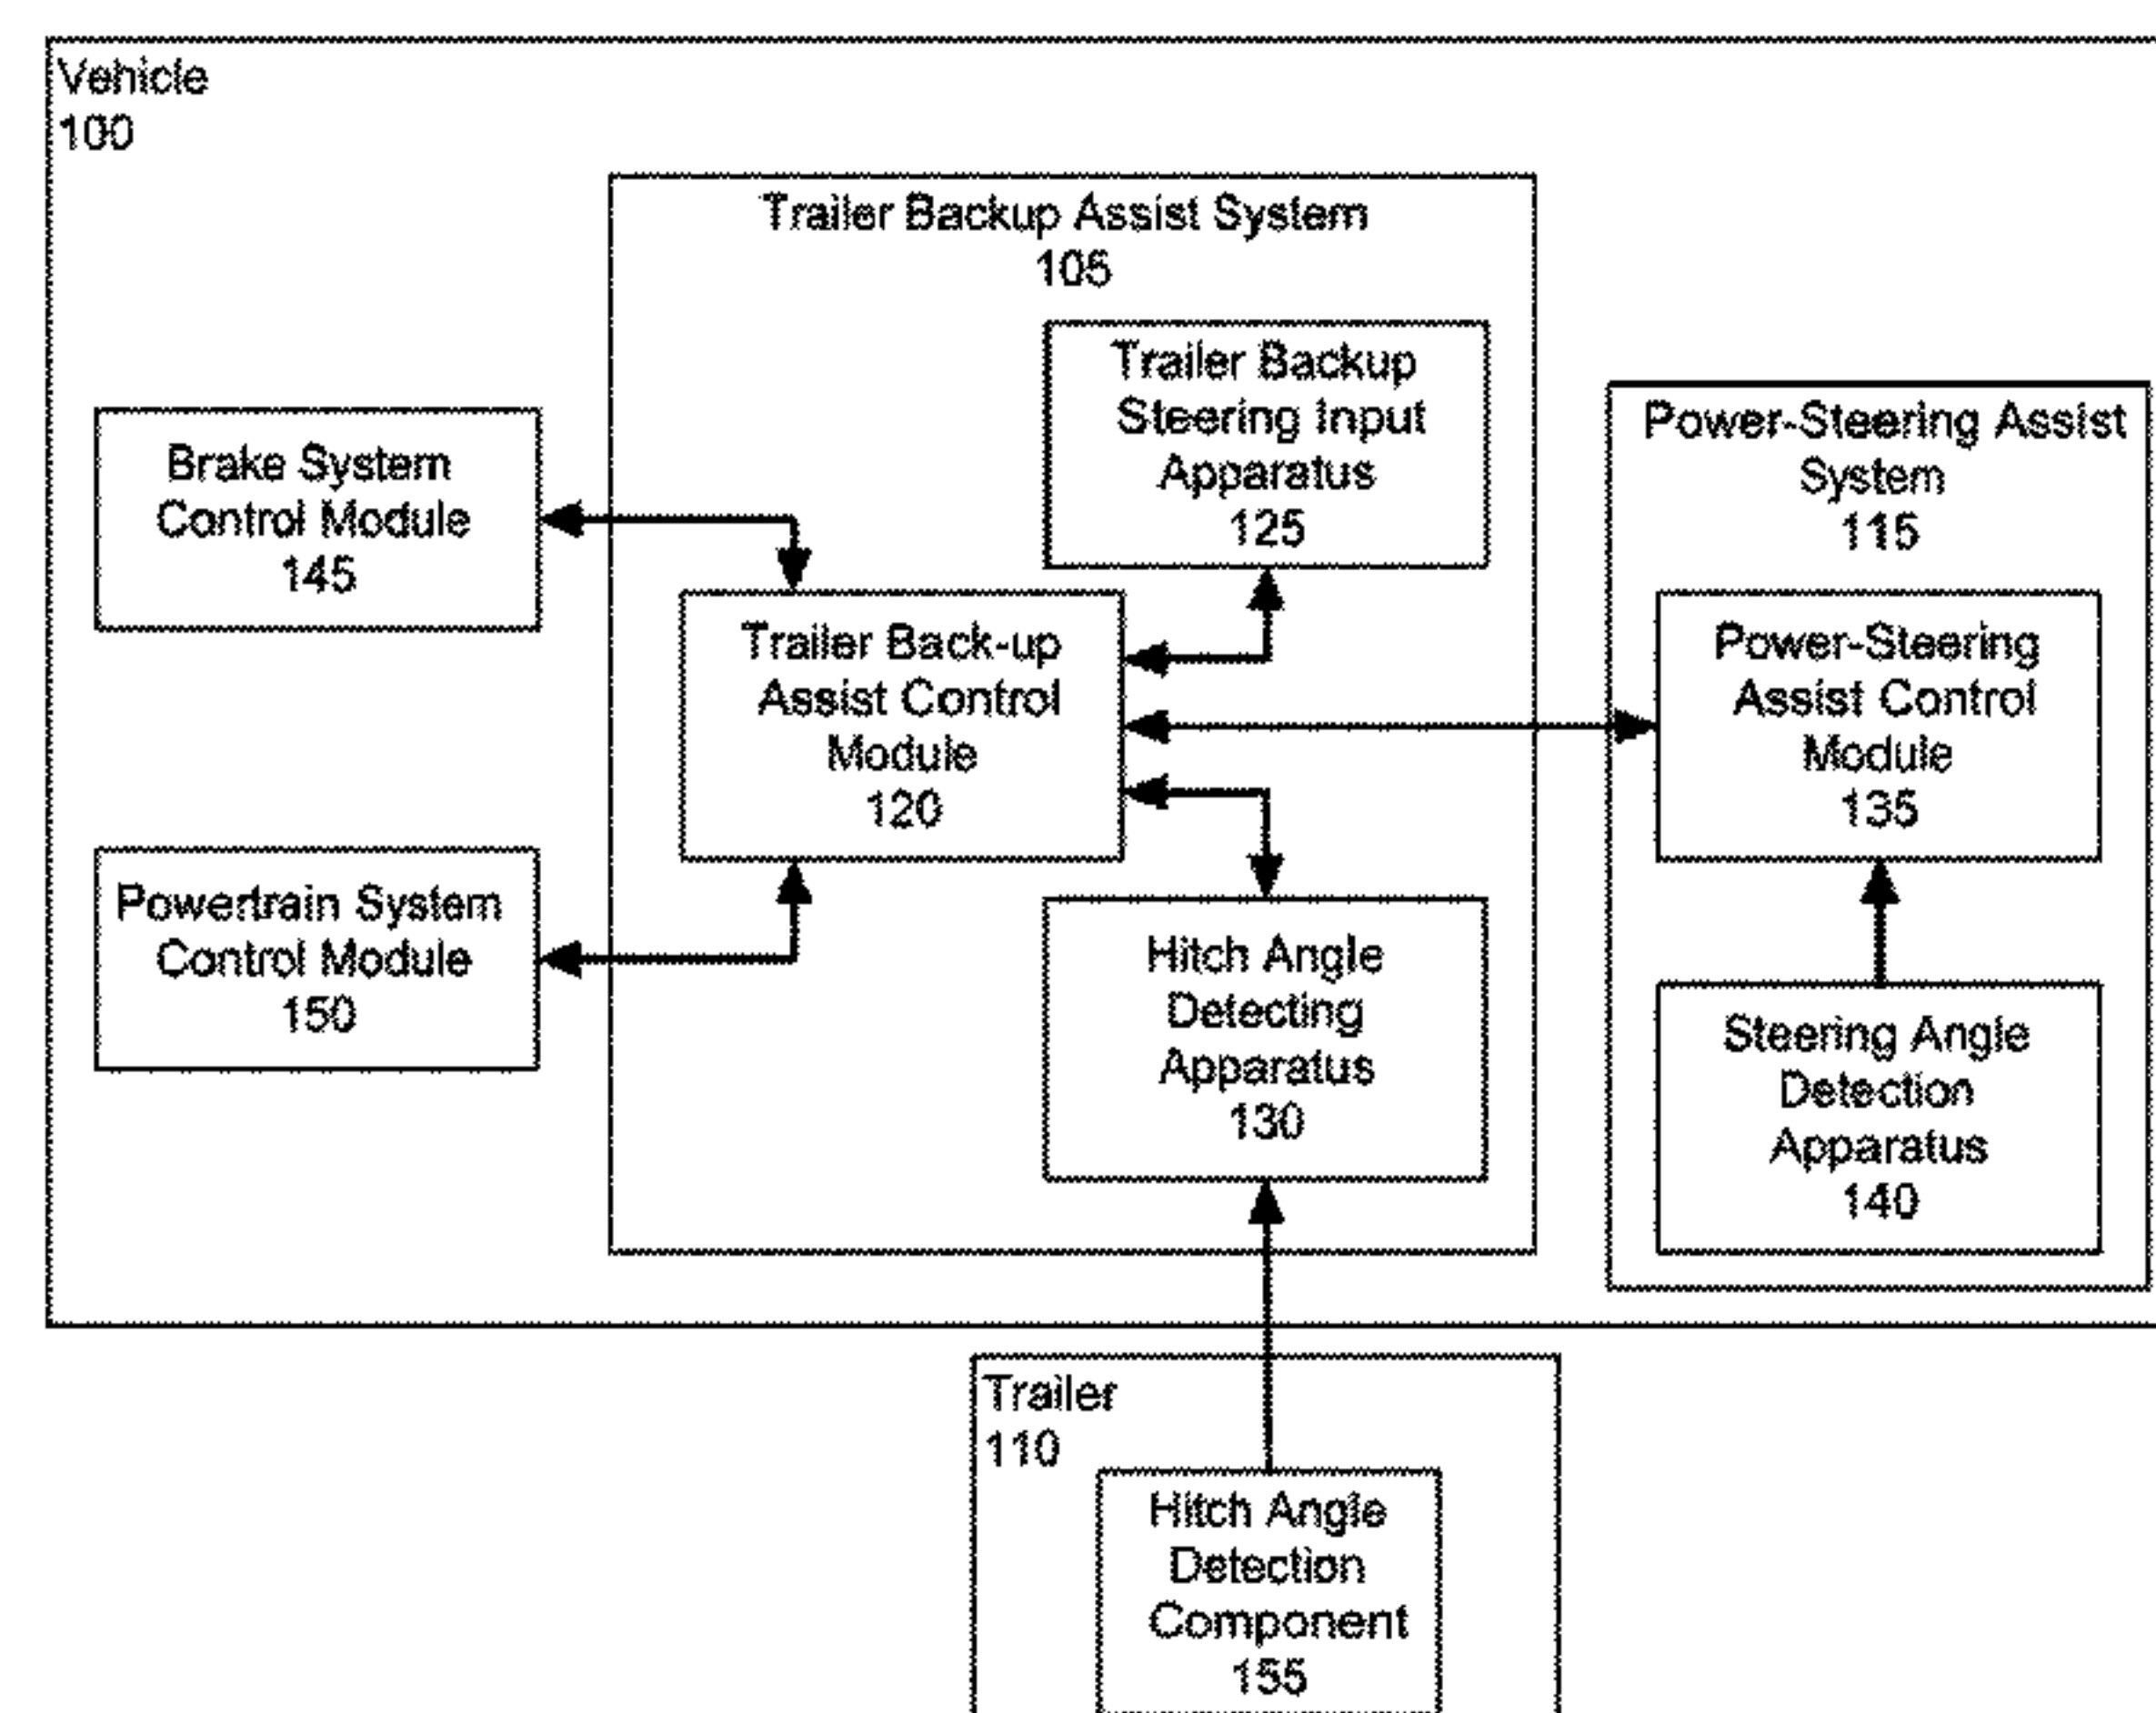 Vehicle
100
Trailer Backup Assist System
105
Trailer Backup
Steering Input
Apparatus
125
Brake System
Control Module
145
Power-Steering Assist
System
115
Trailer Back-up
Assist Control
Module
120
Power-Steering
Assist Control
Module
135
Powertrain System
Control Module
150
Hitch Angle
Detecting
Apparatus
130
Steering Angle
Detection
Apparatus
140
Trailer
110
Hitch Angle
Detection
Component
155